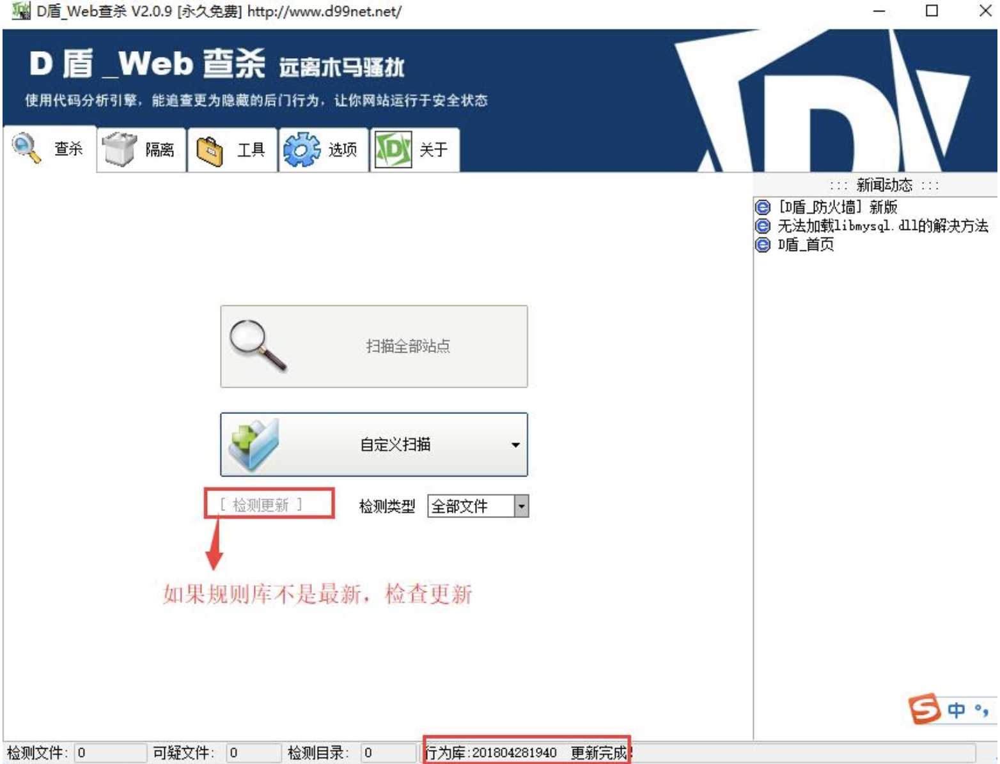 D盾_Web查杀 V2.0.9 [永久免费] http://www.d99net.net/
D盾_Web查杀 远离木马骚扰
使用代码分析引擎，能追查更为隐藏的后门行为，让你网站运行于安全状态
查杀 隔离 工具 选项 关于
::: 新闻动态 :::
[D盾_防火墙] 新版
无法加载libmysql.dll的解决方法
D盾_首页
扫描全部站点
自定义扫描
[ 检测更新 ] 检测类型 全部文件
如果规则库不是最新，检查更新
中 °，
检测文件: 0 可疑文件: 0 检测目录: 0 行为库:201804281940 更新完成!